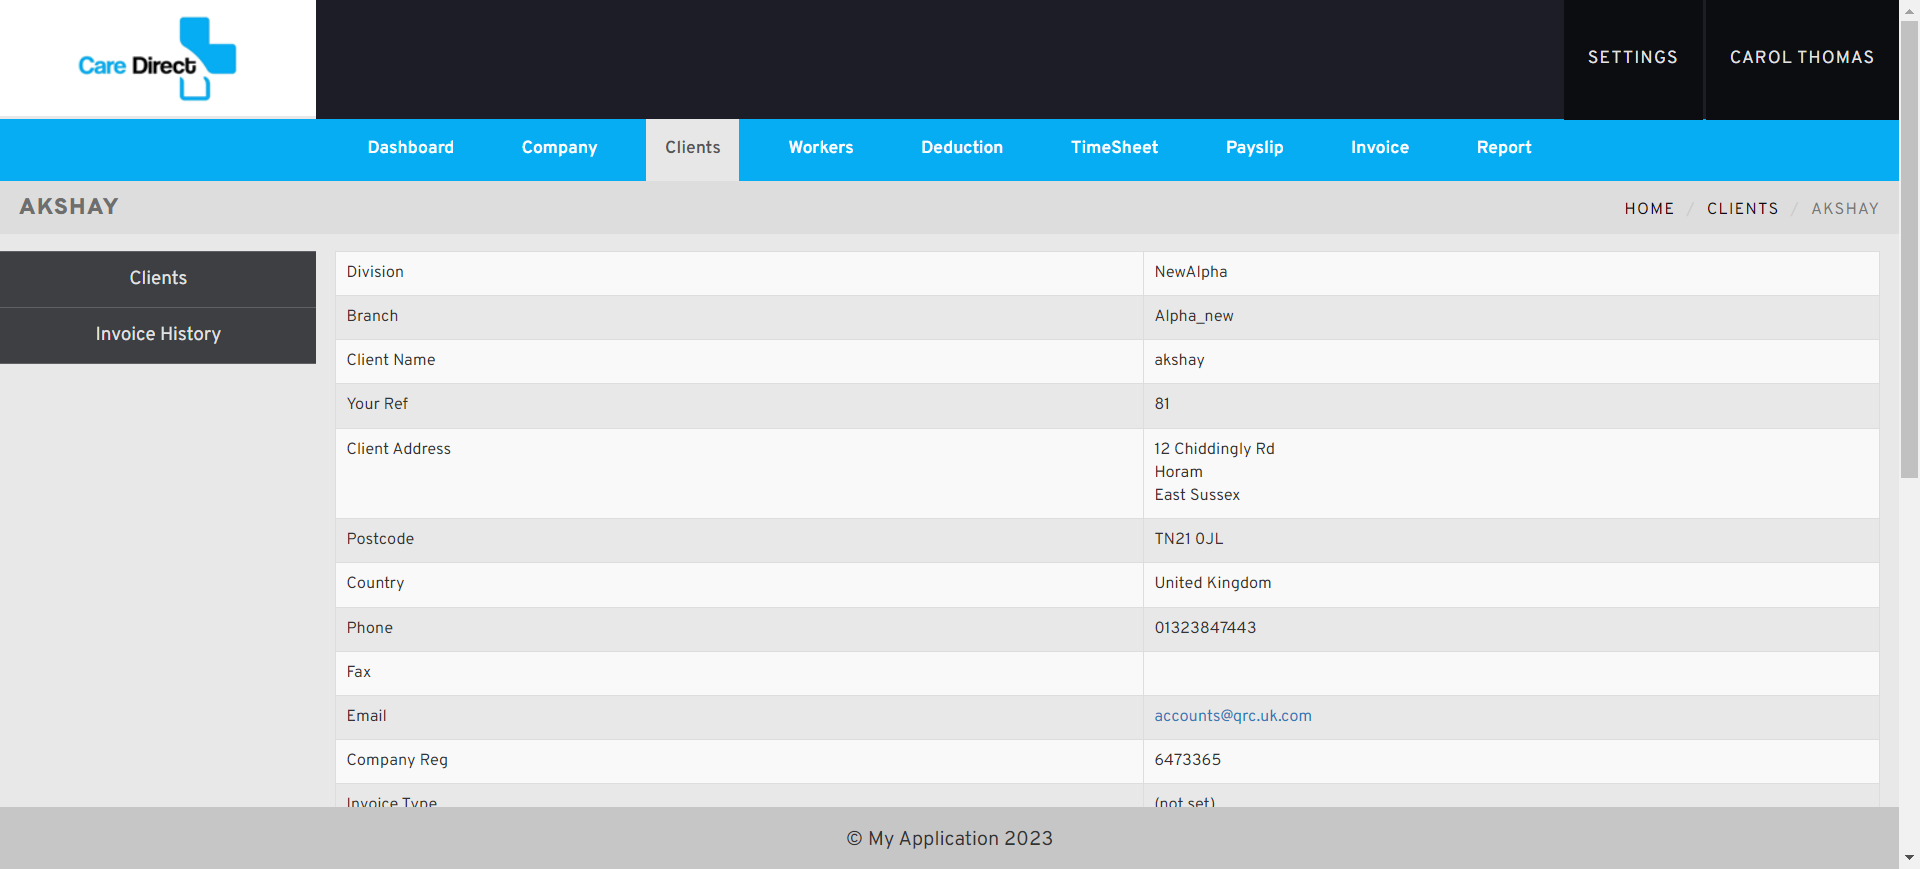 Care Direct
SETTINGS
CAROL THOMAS
Dashboard
Company
Clients
Workers
Deduction
TimeSheet
Payslip
Invoice
Report
AKSHAY
HOME / CLIENTS / AKSHAY
Clients
Invoice History
Division NewAlpha
Branch Alpha_new
Client Name akshay
Your Ref 81
Client Address 12 Chiddingly Rd
Horam
East Sussex
Postcode TN21 0JL
Country United Kingdom
Phone 01323847443
Fax
Email accounts@qrc.uk.com
Company Reg 6473365
Invoice Type (not set)
© My Application 2023